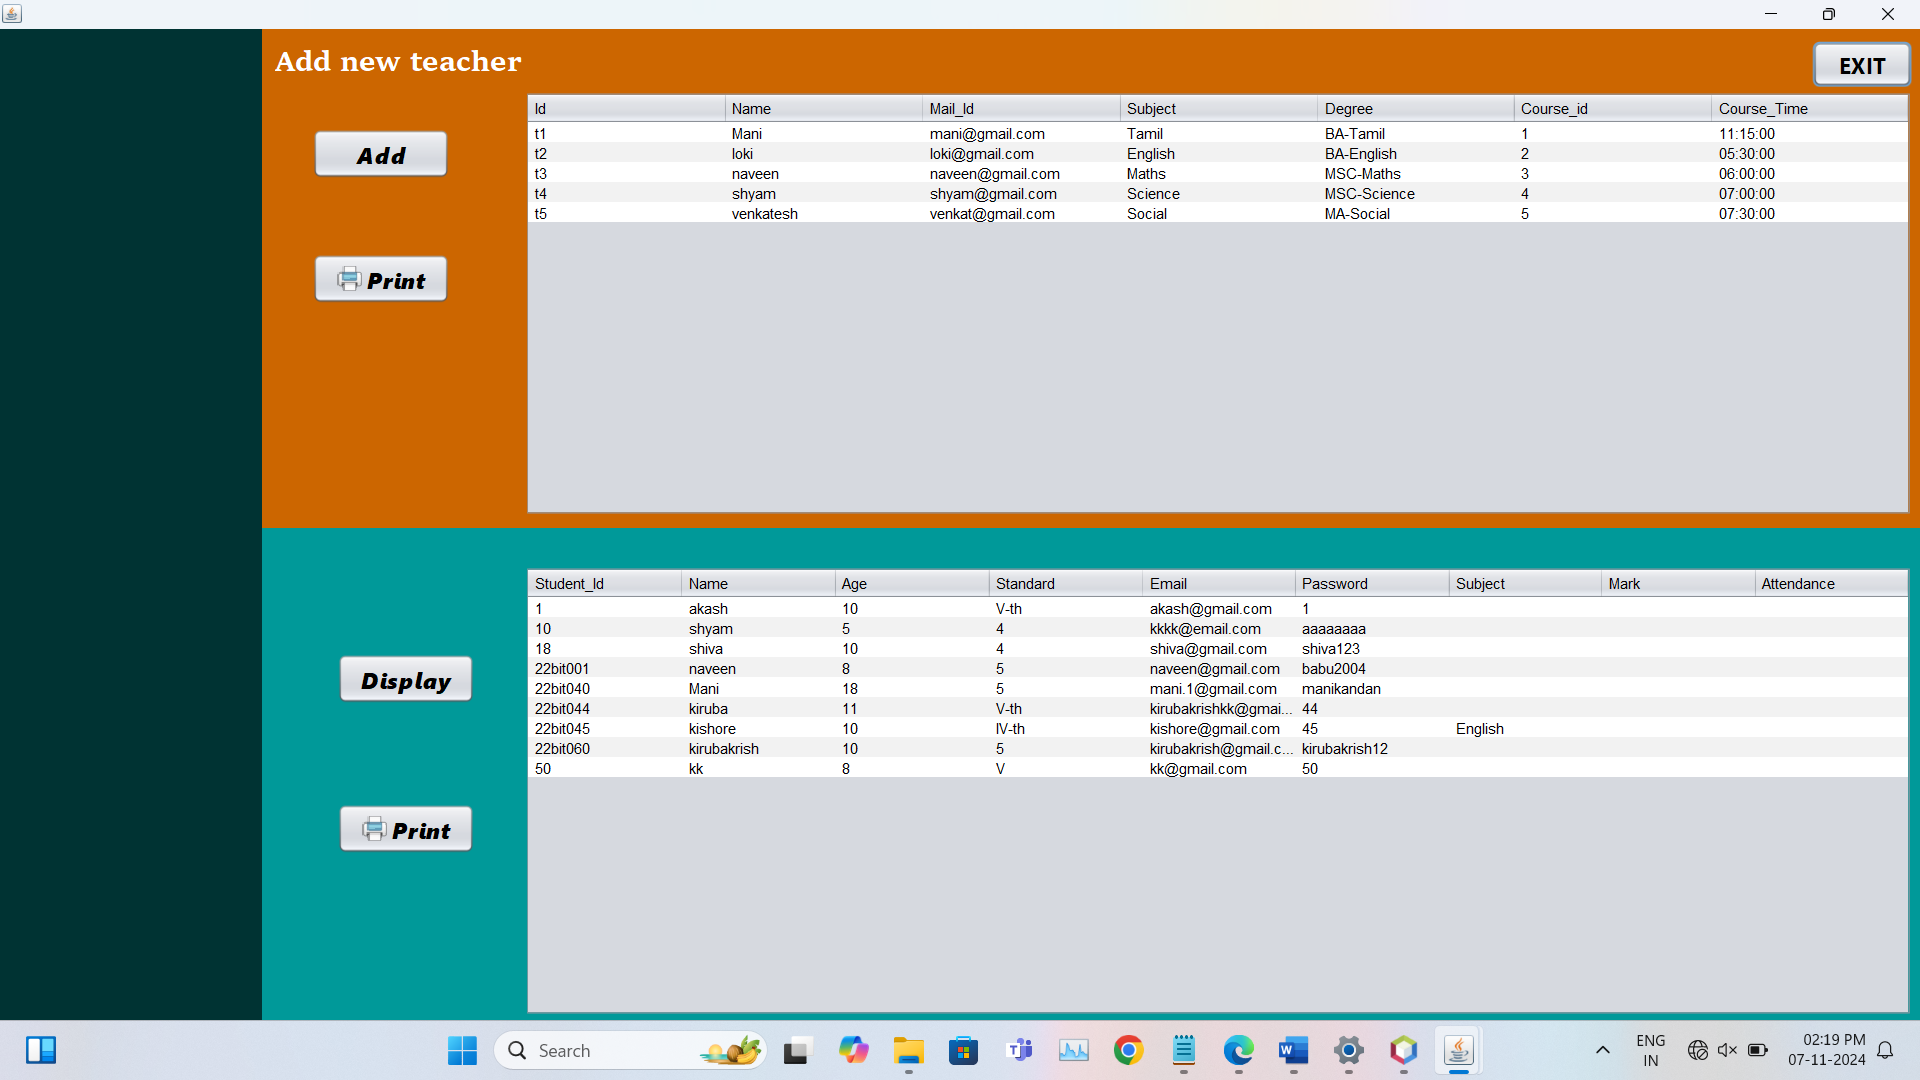 Add new teacher
EXIT
Add
Print
Id Name Mail_Id Subject Degree Course_id Course_Time
t1 Mani mani@gmail.com Tamil BA-Tamil 1 11:15:00
t2 loki loki@gmail.com English BA-English 2 05:30:00
t3 naveen naveen@gmail.com Maths MSC-Maths 3 06:00:00
t4 shyam shyam@gmail.com Science MSC-Science 4 07:00:00
t5 venkatesh venkat@gmail.com Social MA-Social 5 07:30:00
Display
Print
Student_Id Name Age Standard Email Password Subject Mark Attendance
1 akash 10 V-th akash@gmail.com 1
10 shyam 5 4 kkkk@email.com aaaaaaaa
18 shiva 10 4 shiva@gmail.com shiva123
22bit001 naveen 8 5 naveen@gmail.com babu2004
22bit040 Mani 18 5 mani.1@gmail.com manikandan
22bit044 kiruba 11 V-th kirubakrishkk@gmai... 44
22bit045 kishore 10 IV-th kishore@gmail.com 45 English
22bit060 kirubakrish 10 5 kirubakrish@gmail.c... kirubakrish12
50 kk 8 V kk@gmail.com 50
Search
ENG
IN
02:19 PM
07-11-2024